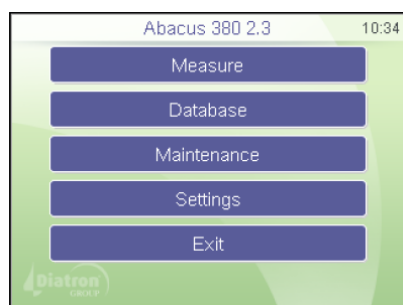 Abacus 380 2.3 10:34
Measure
Database
Maintenance
Settings
Exit
Diatron
GROUP